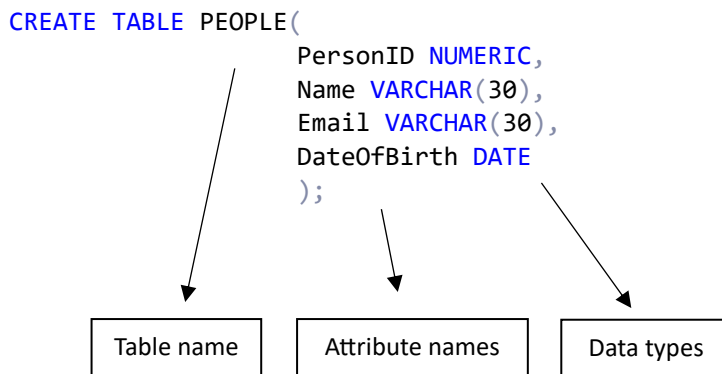 CREATE TABLE PEOPLE(
PersonID NUMERIC,
Name VARCHAR(30),
Email VARCHAR(30),
DateOfBirth DATE
);
Table name
Attribute names
Data types